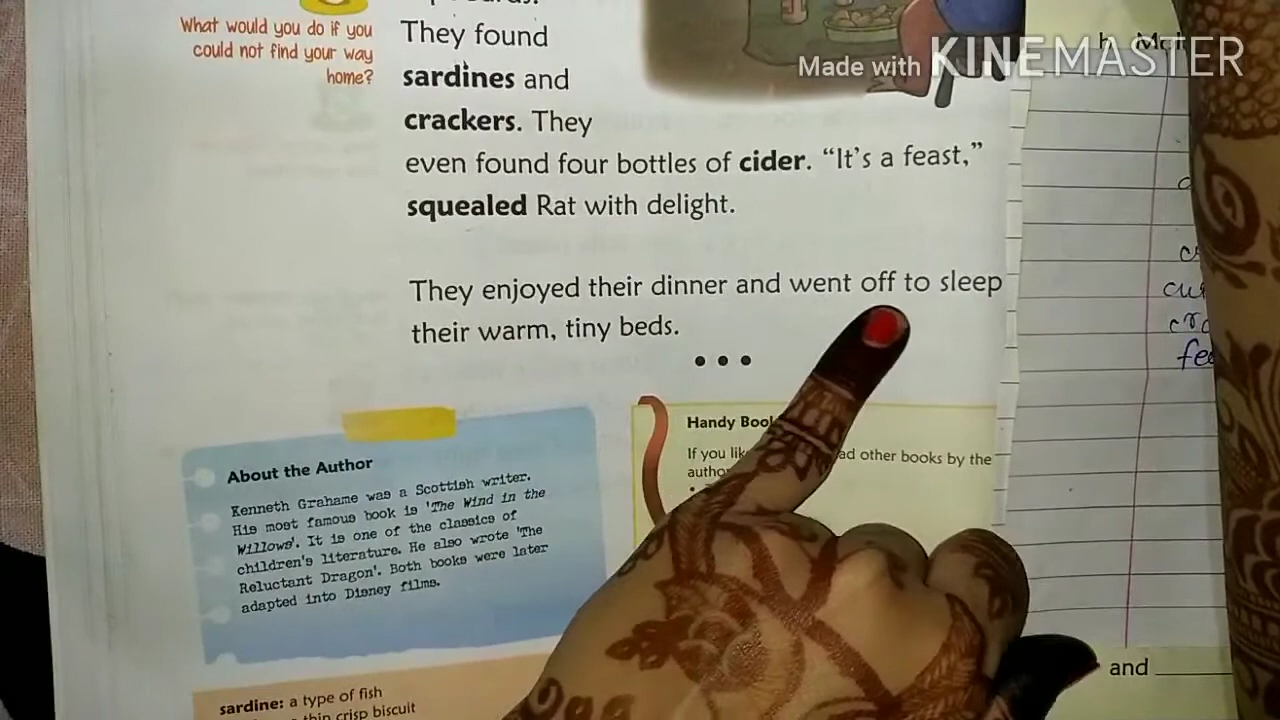 What would you do if you
could not find your way
home?
They found
sardines and
crackers. They
even found four bottles of cider. “It's a feast,”
squealed Rat with delight.
They enjoyed their dinner and went off to sleep
their warm, tiny beds.
• • •
About the Author
Kenneth Grahame was a Scottish writer.
His most famous book is 'The Wind in the
Willows'. It is one of the classics of
children's literature. He also wrote 'The
Reluctant Dragon'. Both books were later
adapted into Disney films.
Handy
If you other books by the
sardine: a type of fish
thin crisp biscuit
Made with KINEMASTER
and